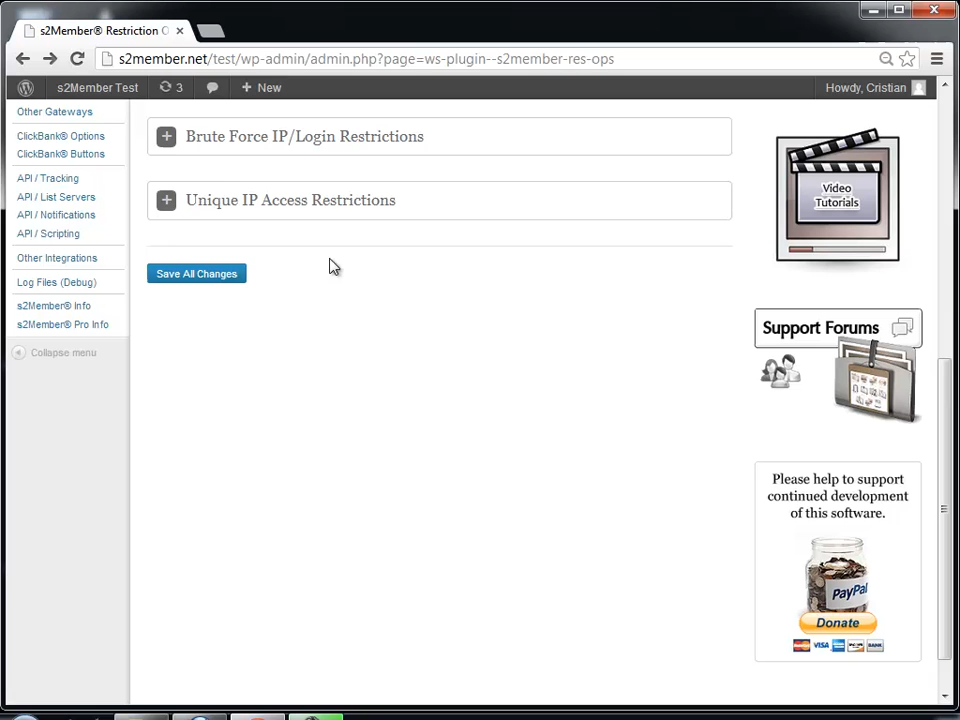 s2Member® Restriction O
s2member.net/test/wp-admin/admin.php?page=ws-plugin--s2member-res-ops
s2Member Test
3
New
Howdy, Cristian
Other Gateways
ClickBank® Options
ClickBank® Buttons
API / Tracking
API / List Servers
API / Notifications
API / Scripting
Other Integrations
Log Files (Debug)
s2Member® Info
s2Member® Pro Info
Collapse menu
Brute Force IP/Login Restrictions
Unique IP Access Restrictions
Save All Changes
Video
Tutorials
Support Forums
Please help to support
continued development
of this software.
PayPal
Donate
VISA
BANK